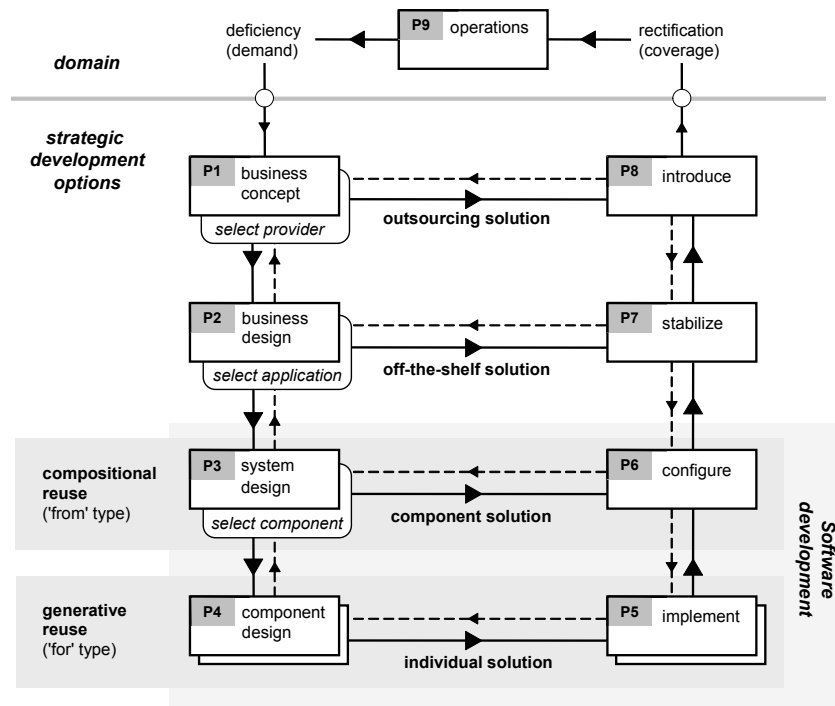 deficiency
(demand)
P9 operations
rectification
(coverage)
domain
strategic
development
options
P1 business
concept
select provider
outsourcing solution
P8 introduce
P2 business
design
select application
off-the-shelf solution
P7 stabilize
compositional
reuse
('from' type)
P3 system
design
select component
component solution
P6 configure
Software
development
generative
reuse
('for' type)
P4 component
design
individual solution
P5 implement